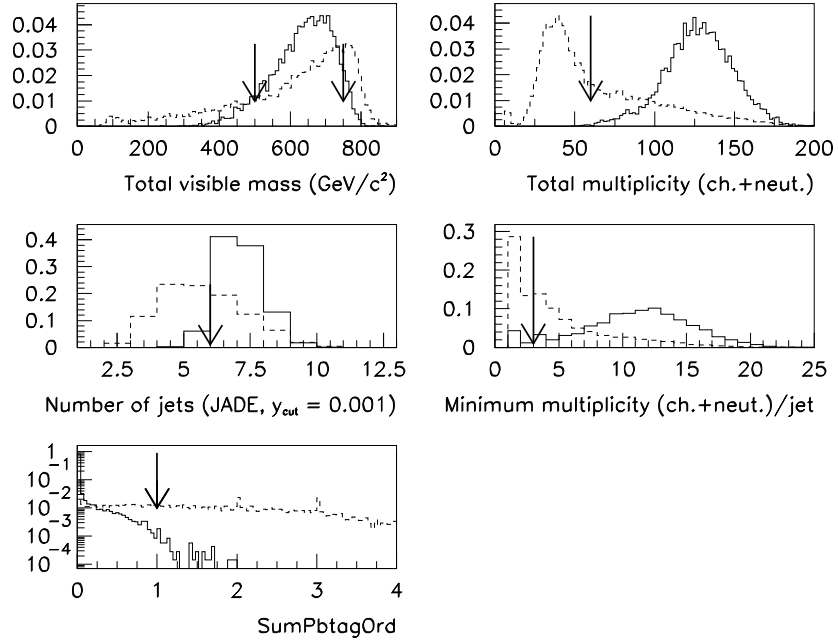 0.04
0.03
0.02
0.01
0
0 200 400 600 800
Total visible mass (GeV/c²)
0.04
0.03
0.02
0.01
0
0 50 100 150 200
Total multiplicity (ch.+neut.)
0.4
0.3
0.2
0.1
0
2.5 5 7.5 10 12.5
Number of jets (JADE, y_cut = 0.001)
0.3
0.2
0.1
0
0 5 10 15 20 25
Minimum multiplicity (ch.+neut.)/jet
1
10⁻¹
10⁻²
10⁻³
10⁻⁴
10⁻⁵
0 1 2 3 4
SumPbtagOrd